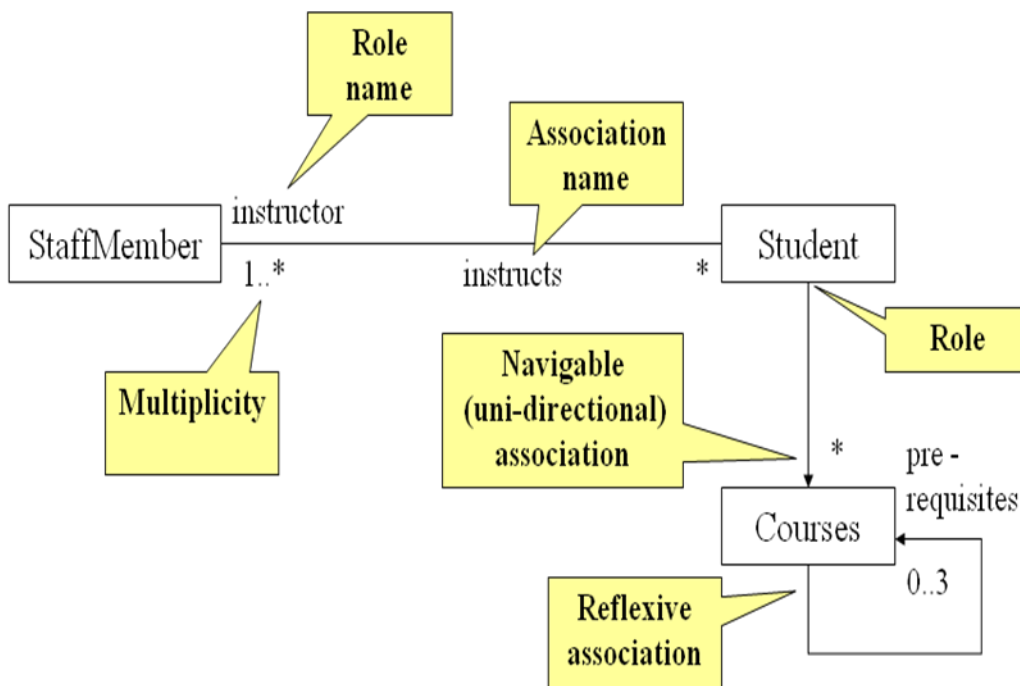 Role
name
Association
name
instructor
StaffMember
Student
1..*
instructs
*
Role
Multiplicity
Navigable
(uni-directional)
association
*
pre -
requisites
Courses
0..3
Reflexive
association